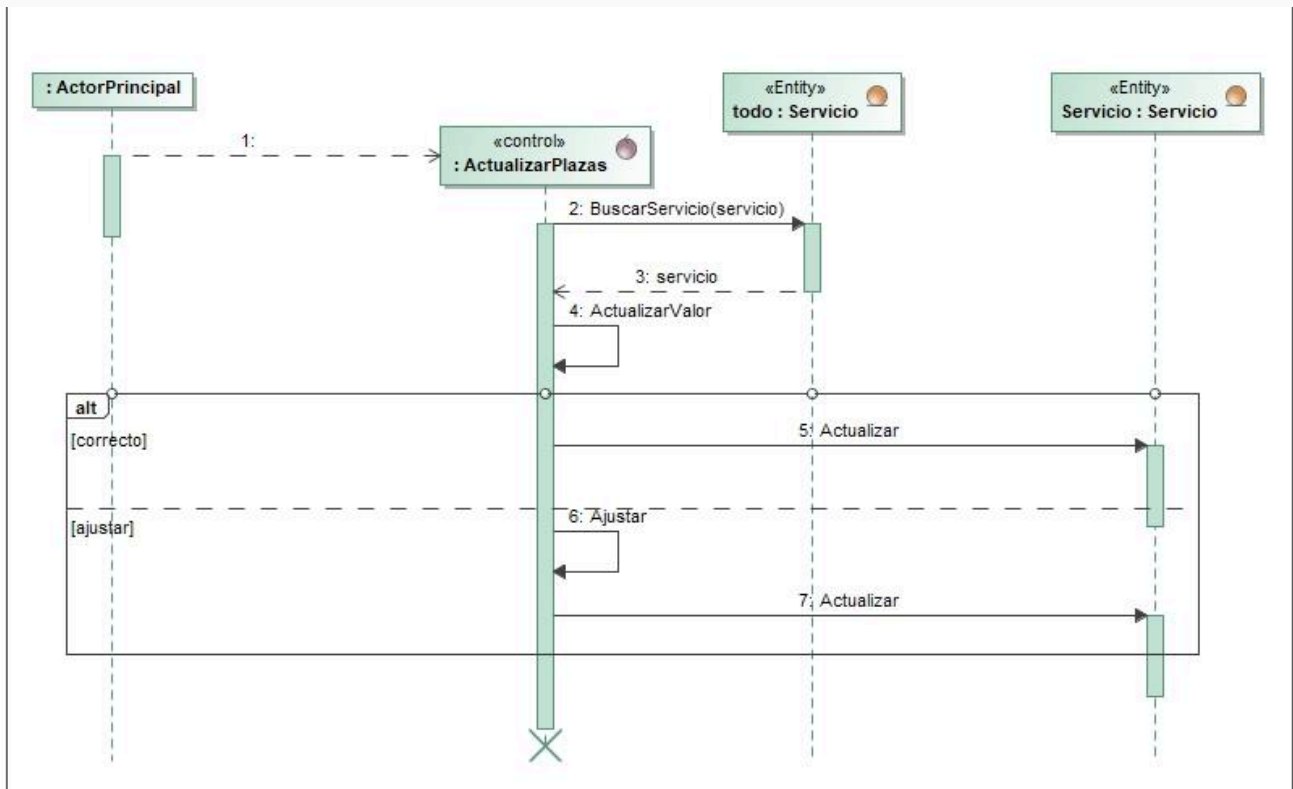 : ActorPrincipal
«Entity»
todo : Servicio
«Entity»
Servicio : Servicio
1:
«control»
: ActualizarPlazas
2: BuscarServicio(servicio)
3: servicio
4: ActualizarValor
alt
[correcto]
5: Actualizar
[ajustar]
6: Ajustar
7: Actualizar